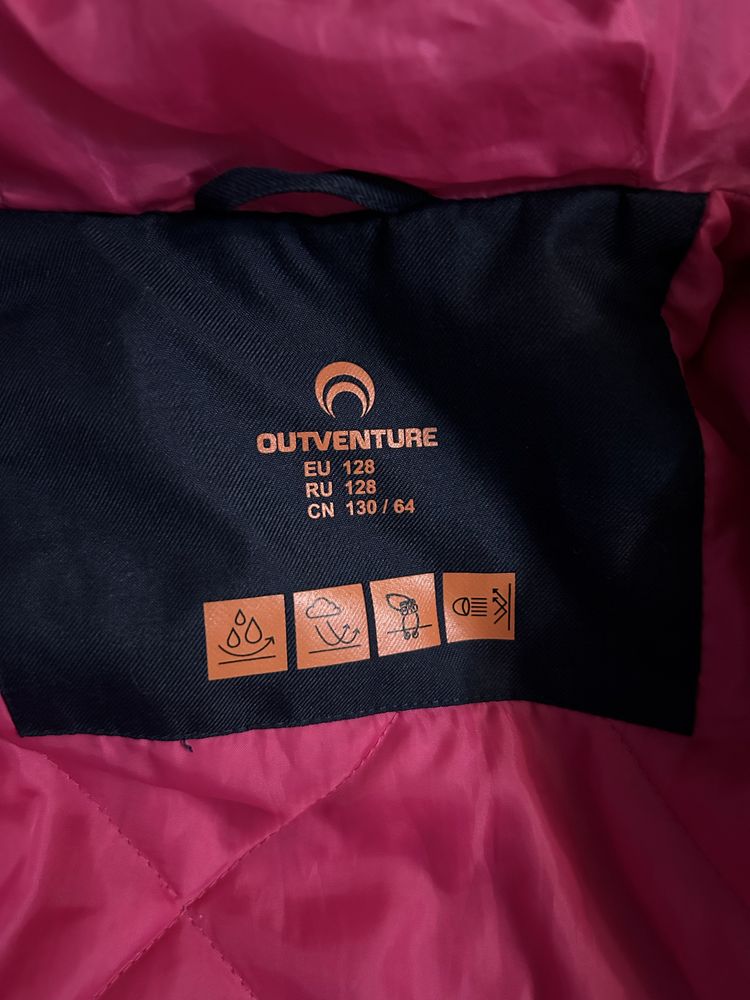 OUTVENTURE
EU 128
RU 128
CN 130 / 64